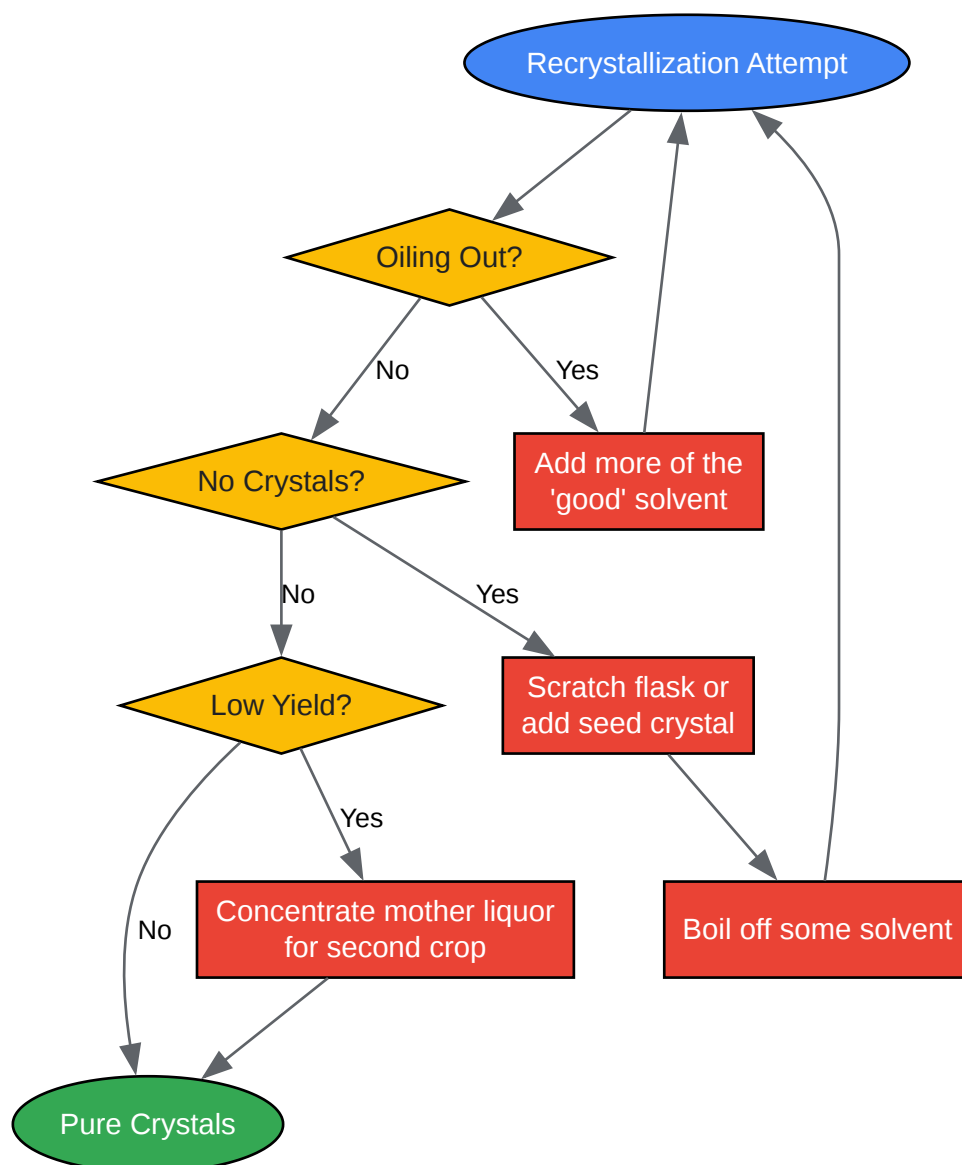 Recrystallization Attempt
Oiling Out?
No
Yes
No Crystals?
Add more of the
'good' solvent
No
Yes
Low Yield?
Scratch flask or
add seed crystal
Yes
No
Concentrate mother liquor
for second crop
Boil off some solvent
Pure Crystals